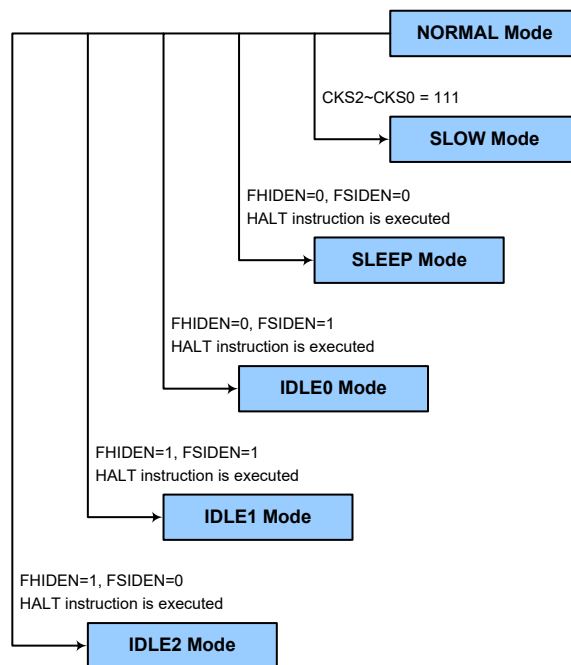 NORMAL Mode
CKS2~CKS0 = 111
SLOW Mode
FHIDEN=0, FSIDEN=0
HALT instruction is executed
SLEEP Mode
FHIDEN=0, FSIDEN=1
HALT instruction is executed
IDLE0 Mode
FHIDEN=1, FSIDEN=1
HALT instruction is executed
IDLE1 Mode
FHIDEN=1, FSIDEN=0
HALT instruction is executed
IDLE2 Mode